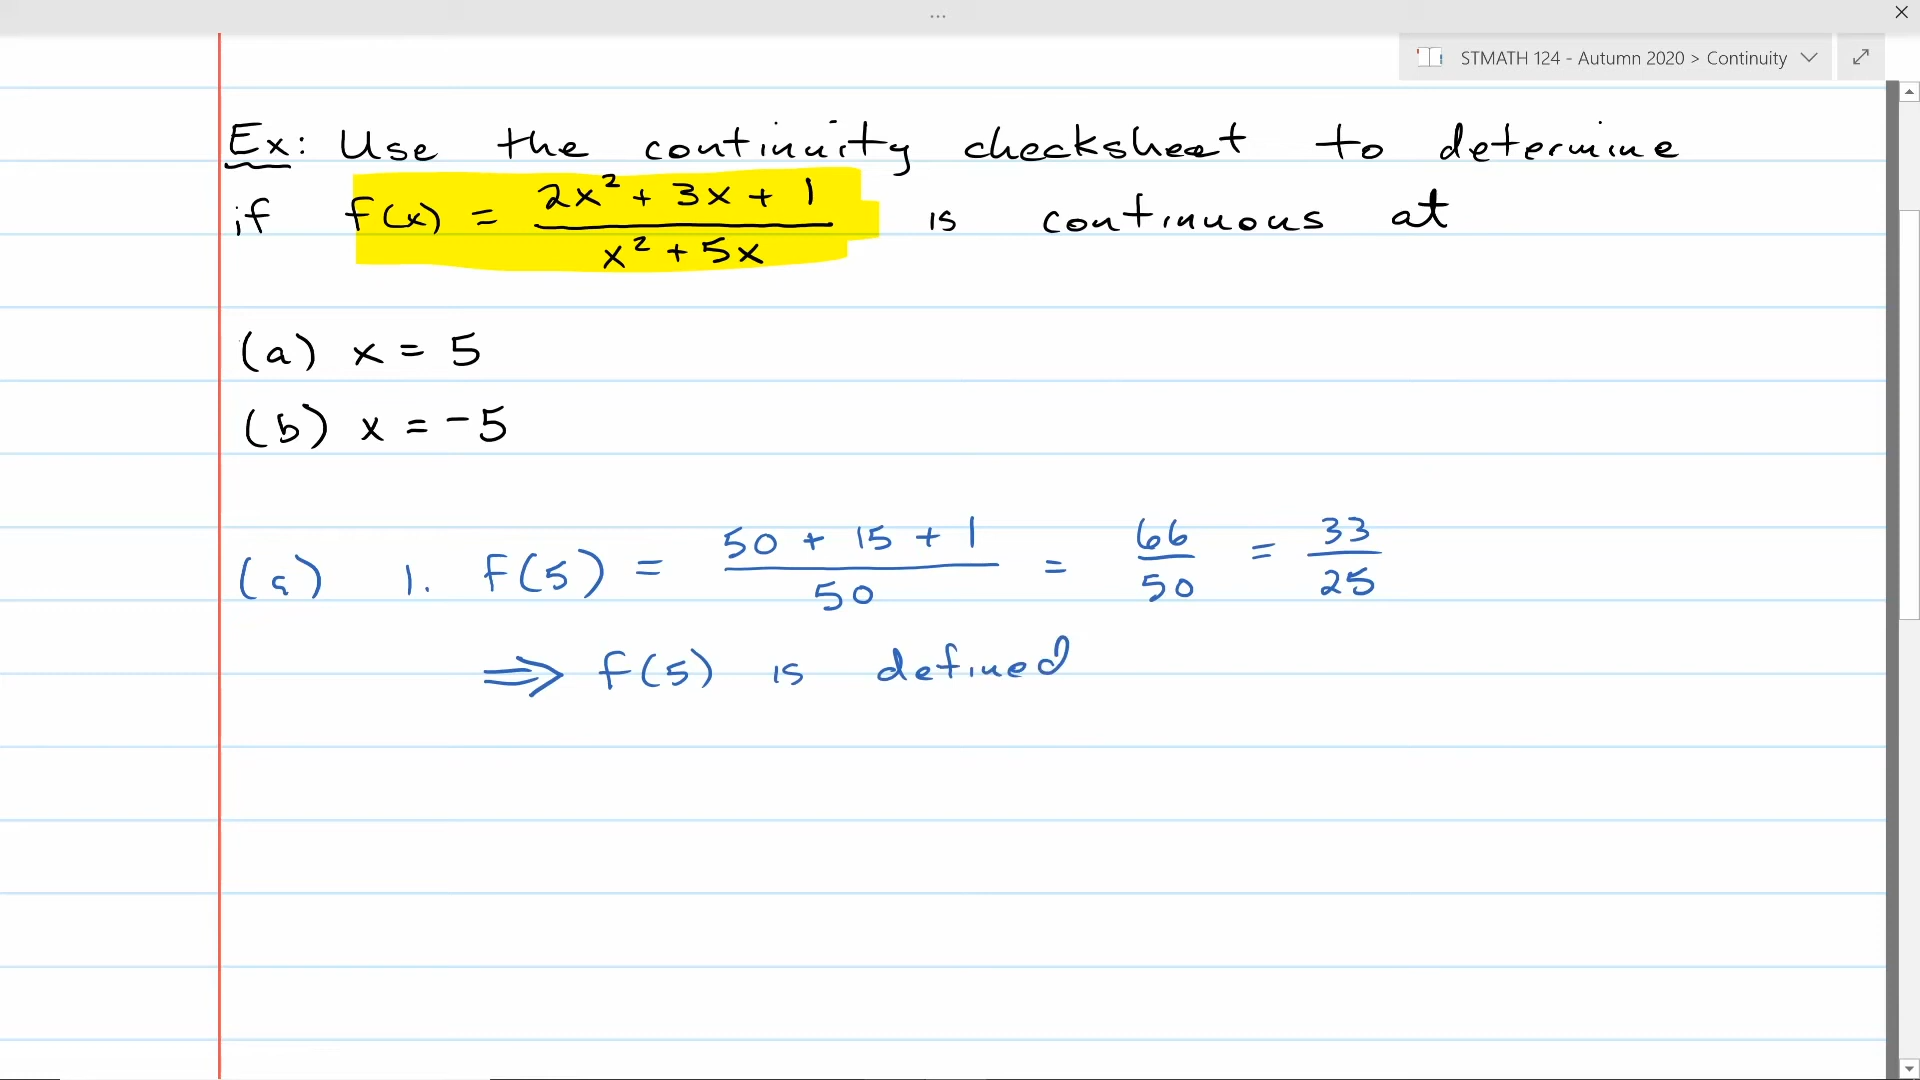 ...
STMATH 124 - Autumn 2020 > Continuity
Ex: Use the continuity checksheet to determine
if f(x) = (2x² + 3x + 1)/(x² + 5x) is continuous at
(a) x = 5
(b) x = -5
(a) 1. f(5) = (50 + 15 + 1)/50 = 66/50 = 33/25
⇒ f(5) is defined